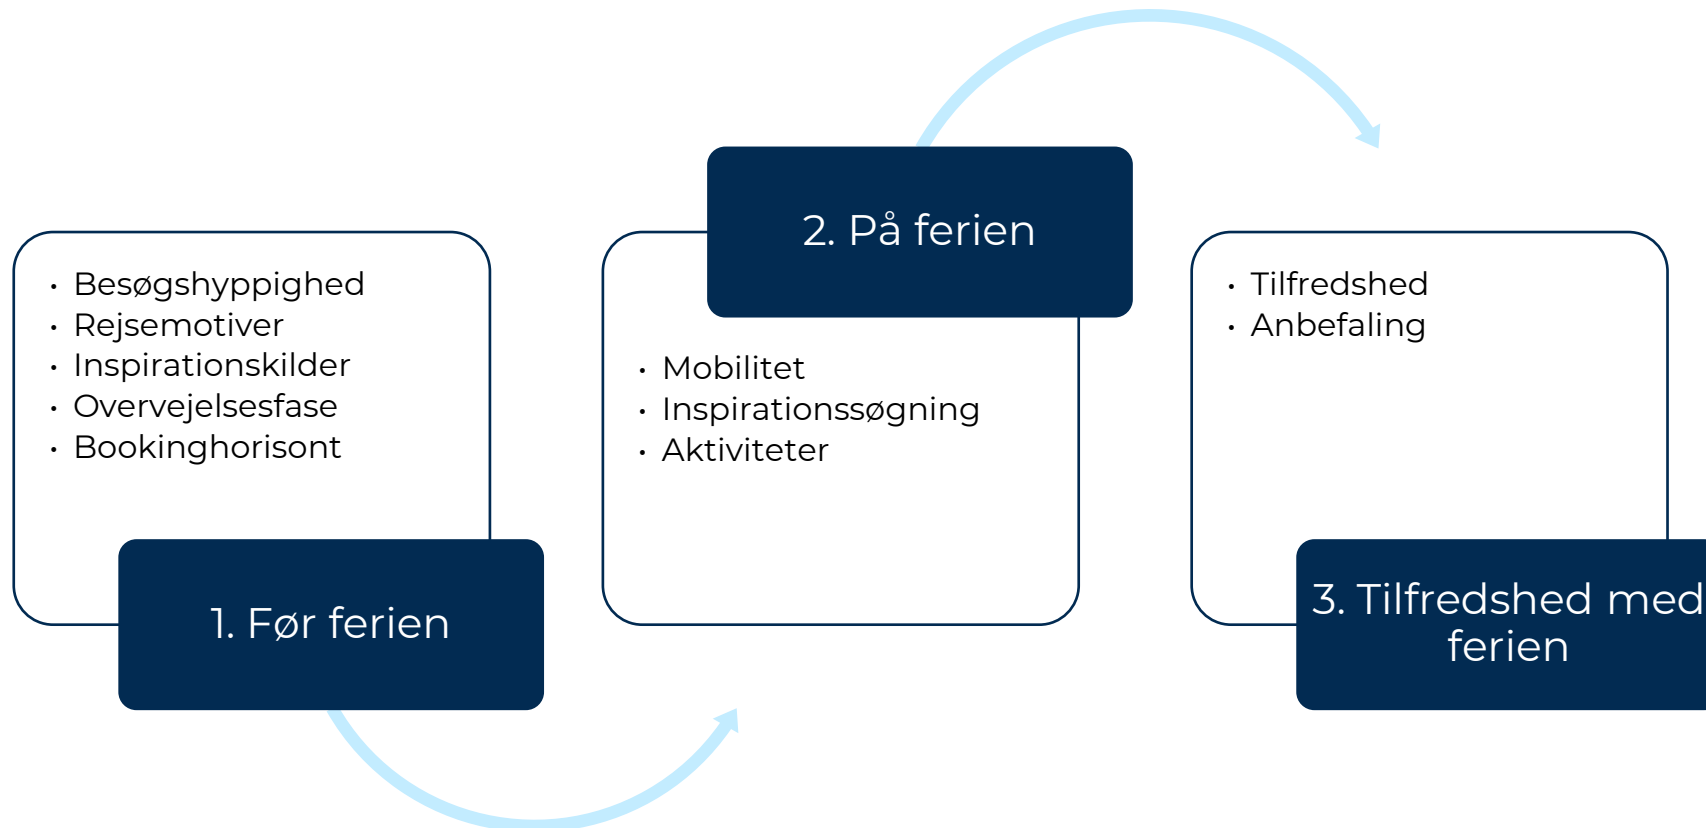 • Besøgshyppighed
• Rejsemotiver
• Inspirationskilder
• Overvejelsesfase
• Bookinghorisont
1. Før ferien
2. På ferien
• Mobilitet
• Inspirationssøgning
• Aktiviteter
• Tilfredshed
• Anbefaling
3. Tilfredshed med
ferien